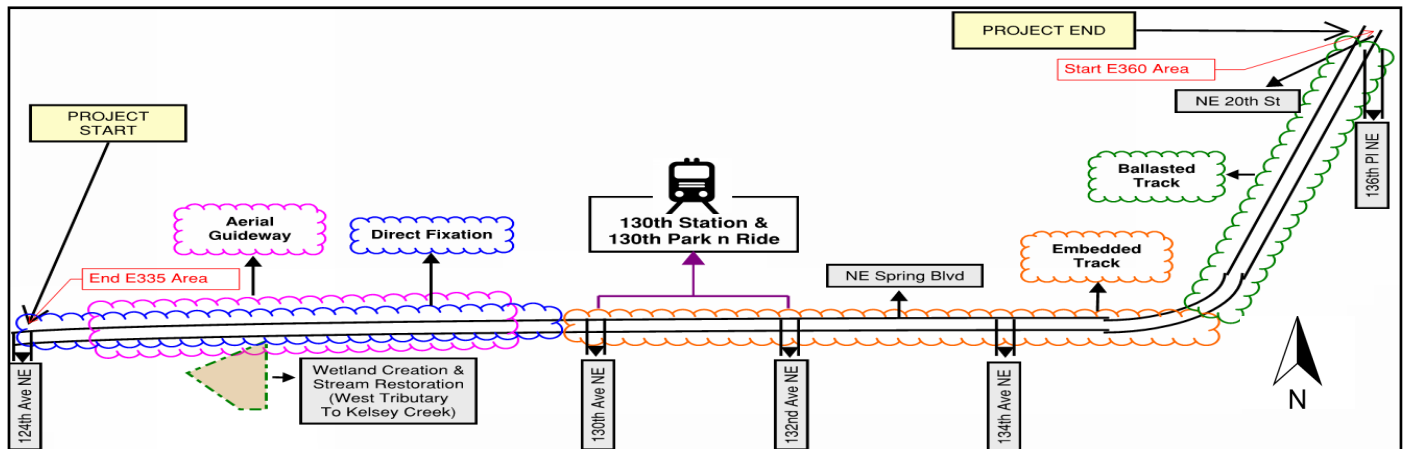 PROJECT END
Start E360 Area
NE 20th St
136th Pl NE
PROJECT
START
Ballasted
Track
130th Station &
130th Park n Ride
Aerial
Guideway
Direct Fixation
Embedded
Track
End E335 Area
NE Spring Blvd
124th Ave NE
Wetland Creation &
Stream Restoration
(West Tributary
To Kelsey Creek)
130th Ave NE
132nd Ave NE
134th Ave NE
N